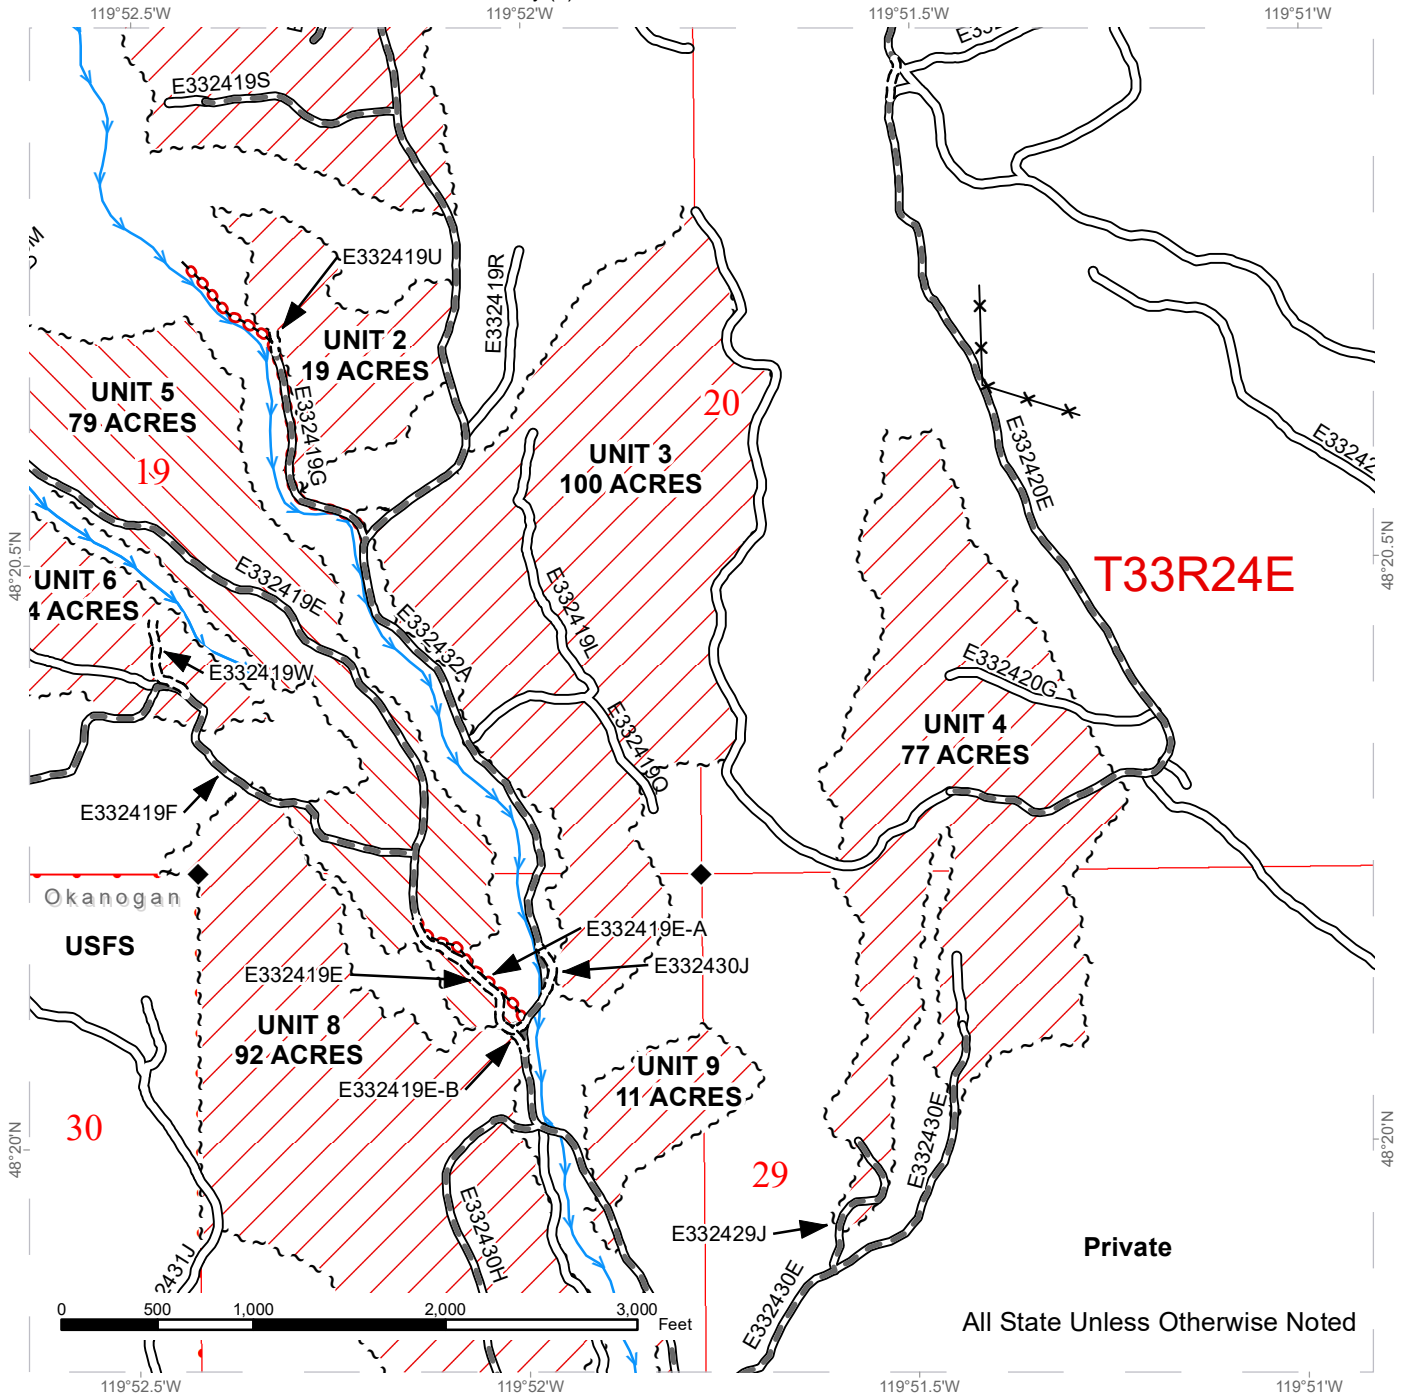 119°52.5'W
119°52'W
119°51.5'W
119°51'W
E332419S
E332419U
E332419R
UNIT 2
19 ACRES
UNIT 5
79 ACRES
E332419G
20
19
UNIT 3
100 ACRES
E332420E
48°20.5'N
48°20.5'N
T33R24E
UNIT 6
4 ACRES
E332419E
E332419L
E332432A
E332419W
E332420G
E332419Q
UNIT 4
77 ACRES
E332419F
Okanogan
USFS
E332419E-A
E332430J
E332419E
UNIT 8
92 ACRES
UNIT 9
11 ACRES
E332419E-B
30
E332430E
48°20'N
48°20'N
29
E332429J
E332430H
Private
2431J
E332430E
0 500 1,000 2,000 3,000
Feet
All State Unless Otherwise Noted
119°52.5'W
119°52'W
119°51.5'W
119°51'W